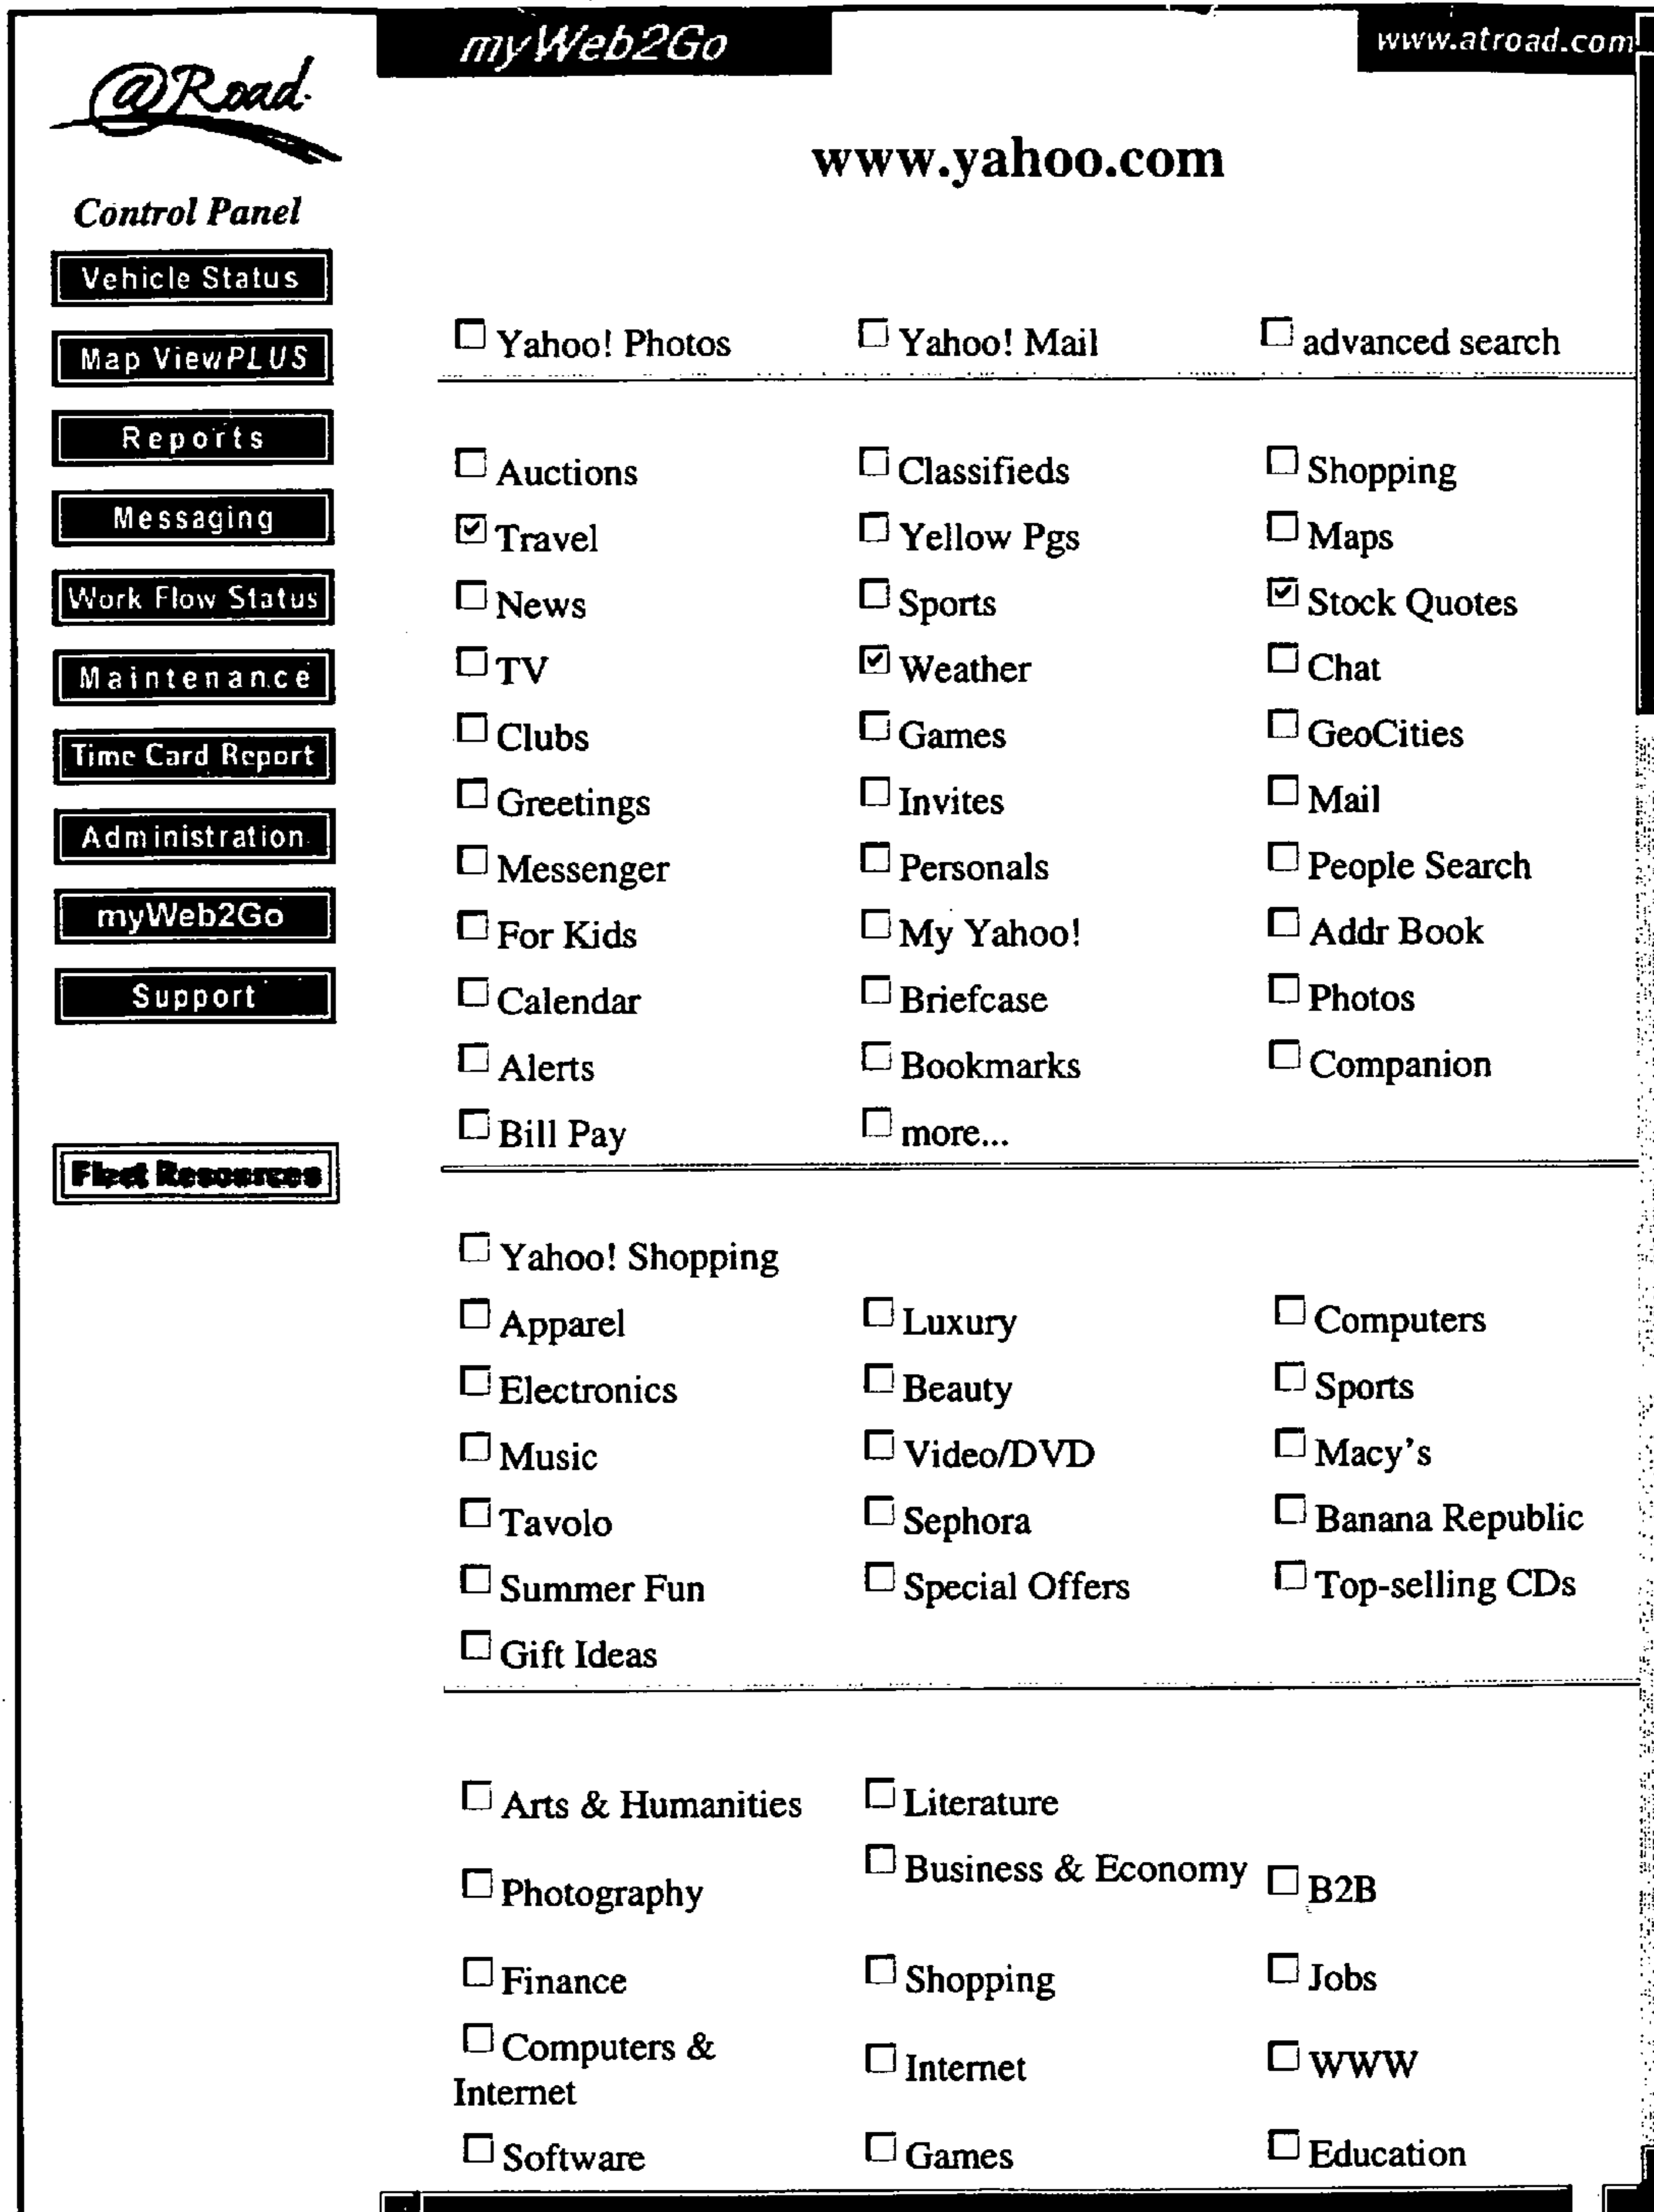 myWeb2Go
www.atroad.com
@Road
www.yahoo.com
Control Panel
Vehicle Status
Map ViewPLUS
Reports
Messaging
Work Flow Status
Maintenance
Time Card Report
Administration
myWeb2Go
Support
Fleet Resources
Yahoo! Photos Yahoo! Mail advanced search
Auctions Classifieds Shopping
Travel Yellow Pgs Maps
News Sports Stock Quotes
TV Weather Chat
Clubs Games GeoCities
Greetings Invites Mail
Messenger Personals People Search
For Kids My Yahoo! Addr Book
Calendar Briefcase Photos
Alerts Bookmarks Companion
Bill Pay more...
Yahoo! Shopping
Apparel Luxury Computers
Electronics Beauty Sports
Music Video/DVD Macy's
Tavolo Sephora Banana Republic
Summer Fun Special Offers Top-selling CDs
Gift Ideas
Arts & Humanities Literature
Photography Business & Economy B2B
Finance Shopping Jobs
Computers & Internet WWW
Internet
Software Games Education